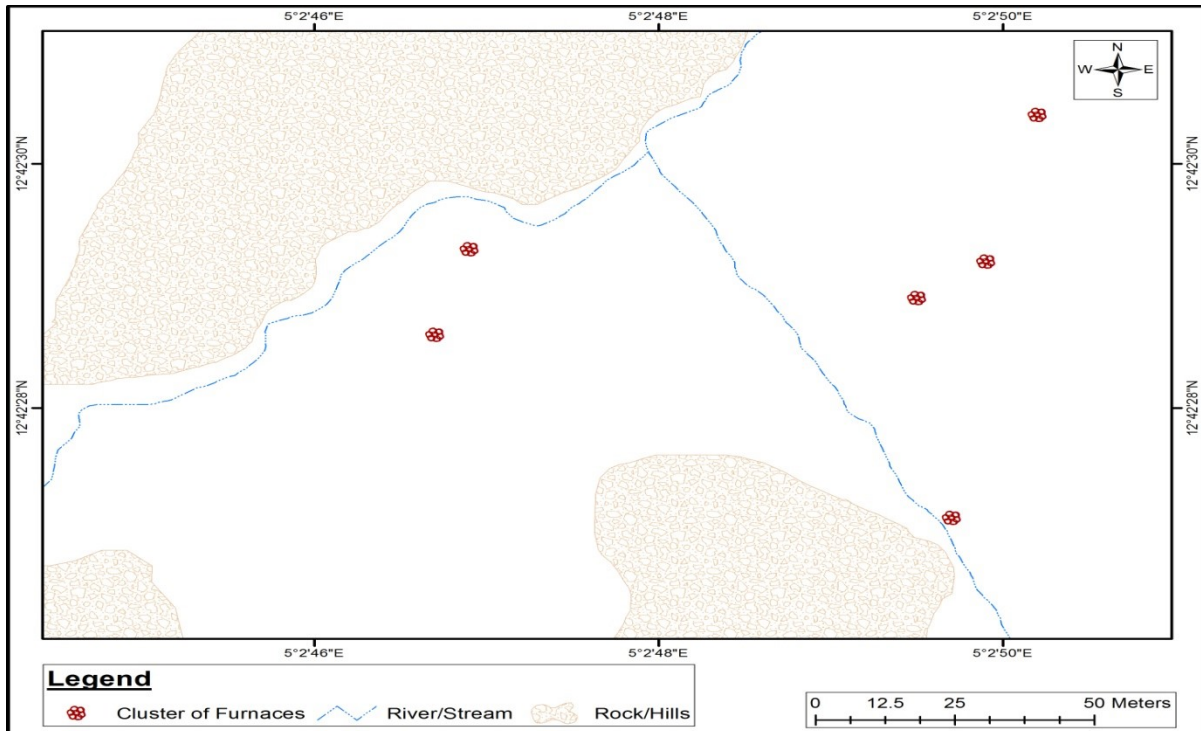 5°2'46"E 5°2'48"E 5°2'50"E
N
W E
S
12°42'30"N 12°42'30"N
12°42'28"N 12°42'28"N
5°2'46"E 5°2'48"E 5°2'50"E
Legend
Cluster of Furnaces River/Stream Rock/Hills
0 12.5 25 50 Meters